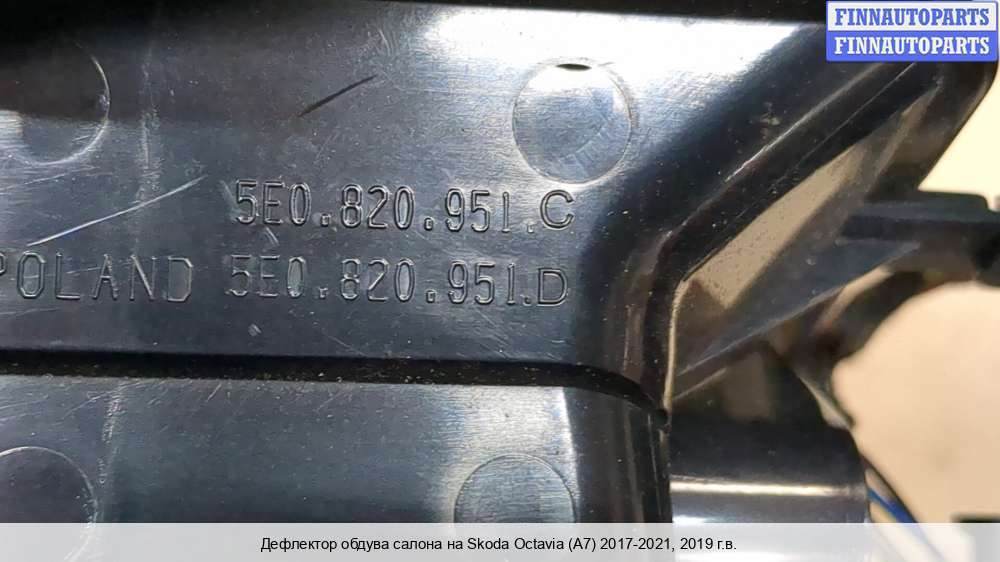 FINNAUTOPARTS
FINNAUTOPARTS
5E0.820.951.C
POLAND 5E0.820.951.D
Дефлектор обдува салона на Skoda Octavia (A7) 2017-2021, 2019 г.в.